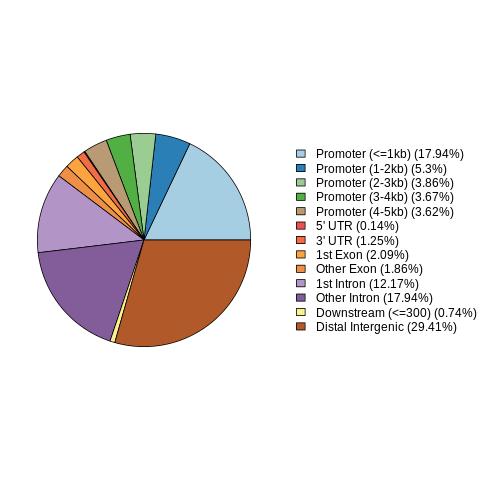 Promoter (<=1kb) (17.94%)
Promoter (1-2kb) (5.3%)
Promoter (2-3kb) (3.86%)
Promoter (3-4kb) (3.67%)
Promoter (4-5kb) (3.62%)
5' UTR (0.14%)
3' UTR (1.25%)
1st Exon (2.09%)
Other Exon (1.86%)
1st Intron (12.17%)
Other Intron (17.94%)
Downstream (<=300) (0.74%)
Distal Intergenic (29.41%)